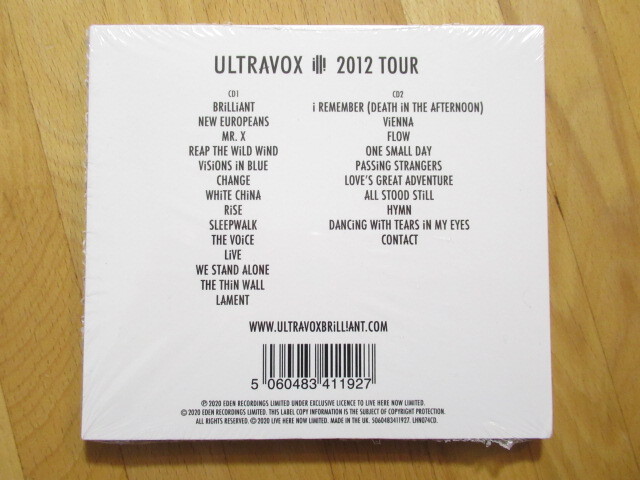 ULTRAVOX 2012 TOUR
CD1
BRiLLiANT
NEW EUROPEANS
MR. X
REAP THE WiLD WiND
ViSiONS iN BLUE
CHANGE
WHiTE CHiNA
RiSE
SLEEPWALK
THE VOiCE
LiVE
WE STAND ALONE
THE THiN WALL
LAMENT
CD2
i REMEMBER (DEATH iN THE AFTERNOON)
ViENNA
FLOW
ONE SMALL DAY
PASSiNG STRANGERS
LOVE'S GREAT ADVENTURE
ALL STOOD STiLL
HYMN
DANCiNG WiTH TEARS iN MY EYES
CONTACT
WWW.ULTRAVOXBRiLL!ANT.COM
5 060483 411927
℗ 2020 EDEN RECORDINGS LIMITED UNDER EXCLUSIVE LICENCE TO LIVE HERE NOW LIMITED.
© 2020 EDEN RECORDINGS LIMITED. THIS LABEL COPY INFORMATION IS THE SUBJECT OF COPYRIGHT PROTECTION.
ALL RIGHTS RESERVED. © 2020 LIVE HERE NOW LIMITED. MADE IN THE UK. 5060483411927. LHN074CD.